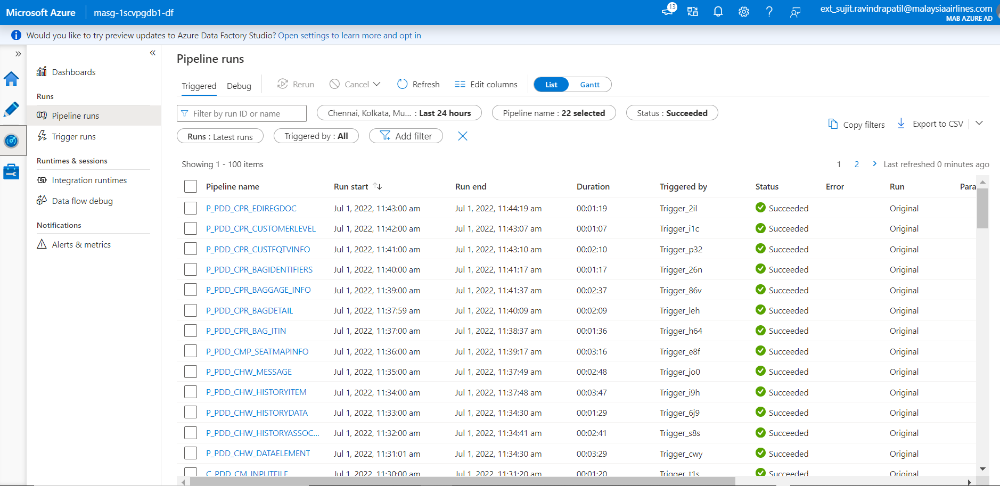 Microsoft Azure masg-1scvpgdb1-df 13 ext_sujit.ravindrapatil@malaysiaairlines.com
MAB AZURE AD
Would you like to try preview updates to Azure Data Factory Studio? Open settings to learn more and opt in
Dashboards
Runs
Pipeline runs
Trigger runs
Runtimes & sessions
Integration runtimes
Data flow debug
Notifications
Alerts & metrics
Pipeline runs
Triggered Debug Rerun Cancel Refresh Edit columns List Gantt
Filter by run ID or name Chennai, Kolkata, Mu... : Last 24 hours Pipeline name : 22 selected Status : Succeeded
Runs : Latest runs Triggered by : All Add filter
Copy filters Export to CSV
Showing 1 - 100 items 1 2 Last refreshed 0 minutes ago
Pipeline name Run start Run end Duration Triggered by Status Error Run Para
P_PDD_CPR_EDIREGDOC Jul 1, 2022, 11:43:00 am Jul 1, 2022, 11:44:19 am 00:01:19 Trigger_2il Succeeded Original
P_PDD_CPR_CUSTOMERLEVEL Jul 1, 2022, 11:42:00 am Jul 1, 2022, 11:43:07 am 00:01:07 Trigger_i1c Succeeded Original
P_PDD_CPR_CUSTFQTVINFO Jul 1, 2022, 11:41:00 am Jul 1, 2022, 11:43:10 am 00:02:10 Trigger_p32 Succeeded Original
P_PDD_CPR_BAGIDENTIFIERS Jul 1, 2022, 11:40:00 am Jul 1, 2022, 11:41:17 am 00:01:17 Trigger_26n Succeeded Original
P_PDD_CPR_BAGGAGE_INFO Jul 1, 2022, 11:39:00 am Jul 1, 2022, 11:41:37 am 00:02:37 Trigger_86v Succeeded Original
P_PDD_CPR_BAGDETAIL Jul 1, 2022, 11:37:59 am Jul 1, 2022, 11:40:09 am 00:02:09 Trigger_leh Succeeded Original
P_PDD_CPR_BAG_ITIN Jul 1, 2022, 11:37:00 am Jul 1, 2022, 11:38:37 am 00:01:36 Trigger_h64 Succeeded Original
P_PDD_CMP_SEATMAPINFO Jul 1, 2022, 11:36:00 am Jul 1, 2022, 11:39:17 am 00:03:16 Trigger_e8f Succeeded Original
P_PDD_CHW_MESSAGE Jul 1, 2022, 11:35:00 am Jul 1, 2022, 11:37:49 am 00:02:48 Trigger_jo0 Succeeded Original
P_PDD_CHW_HISTORYITEM Jul 1, 2022, 11:34:00 am Jul 1, 2022, 11:37:48 am 00:03:47 Trigger_i9h Succeeded Original
P_PDD_CHW_HISTORYDATA Jul 1, 2022, 11:33:00 am Jul 1, 2022, 11:34:30 am 00:01:29 Trigger_6j9 Succeeded Original
P_PDD_CHW_HISTORYASSOC... Jul 1, 2022, 11:32:00 am Jul 1, 2022, 11:34:41 am 00:02:41 Trigger_s8s Succeeded Original
P_PDD_CHW_DATAELEMENT Jul 1, 2022, 11:31:01 am Jul 1, 2022, 11:34:30 am 00:03:29 Trigger_cwy Succeeded Original
C_PDD_CM_INPUTFILE Jul 1, 2022, 11:30:00 am Jul 1, 2022, 11:31:20 am 00:01:20 Trigger_t1s Succeeded Original